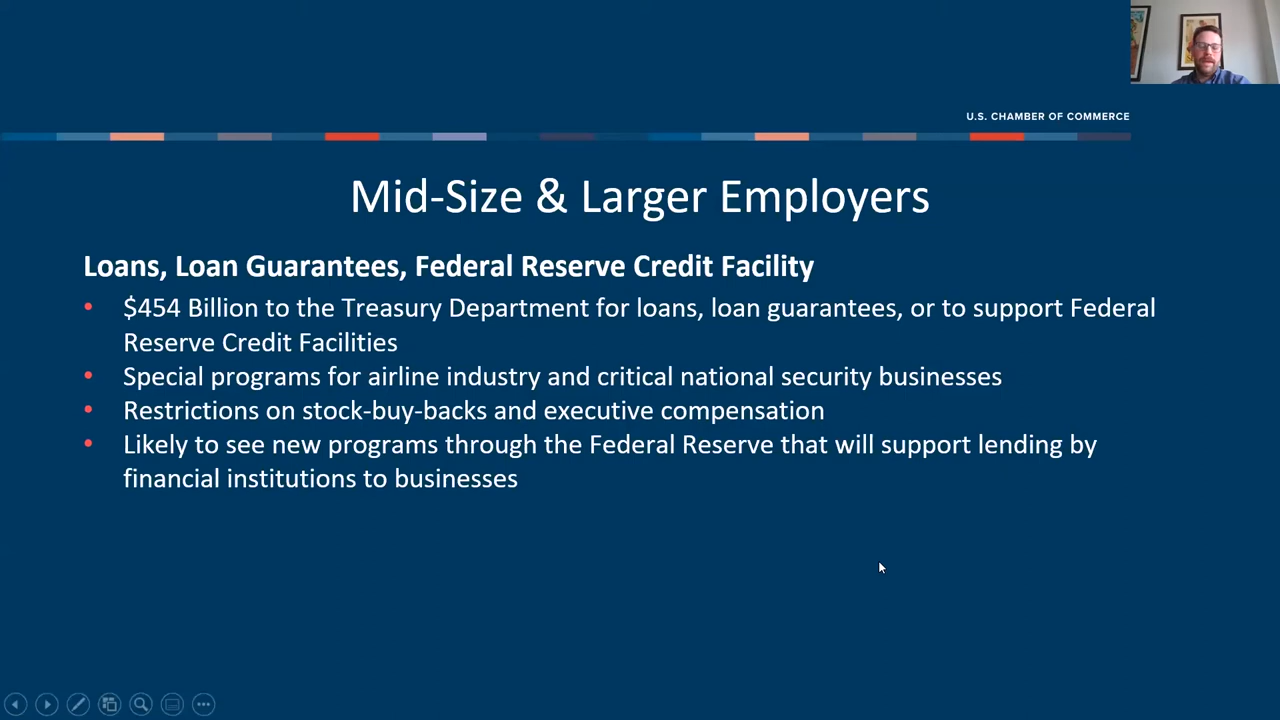 U.S. CHAMBER OF COMMERCE
Mid-Size & Larger Employers
Loans, Loan Guarantees, Federal Reserve Credit Facility
• $454 Billion to the Treasury Department for loans, loan guarantees, or to support Federal
Reserve Credit Facilities
• Special programs for airline industry and critical national security businesses
• Restrictions on stock-buy-backs and executive compensation
• Likely to see new programs through the Federal Reserve that will support lending by
financial institutions to businesses